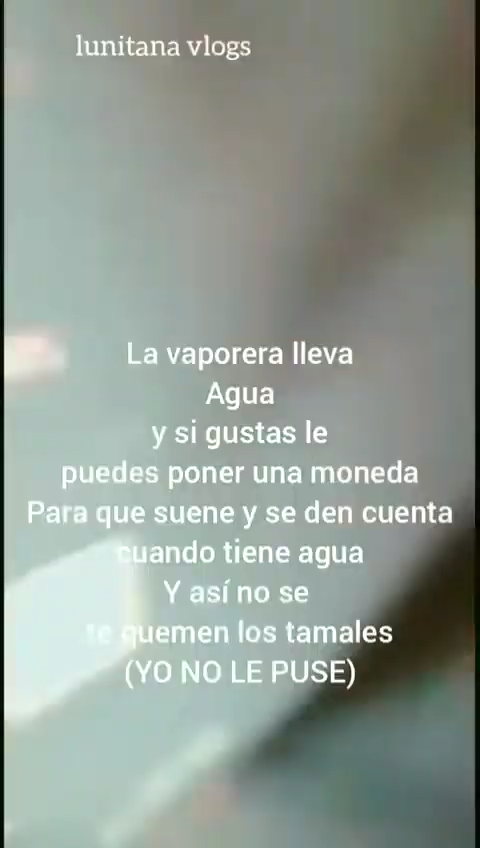 lunitana vlogs
La vaporera lleva
Agua
y si gustas le
puedes poner una moneda
Para que suene y se den cuenta
cuando tiene agua
Y así no se
te quemen los tamales
(YO NO LE PUSE)